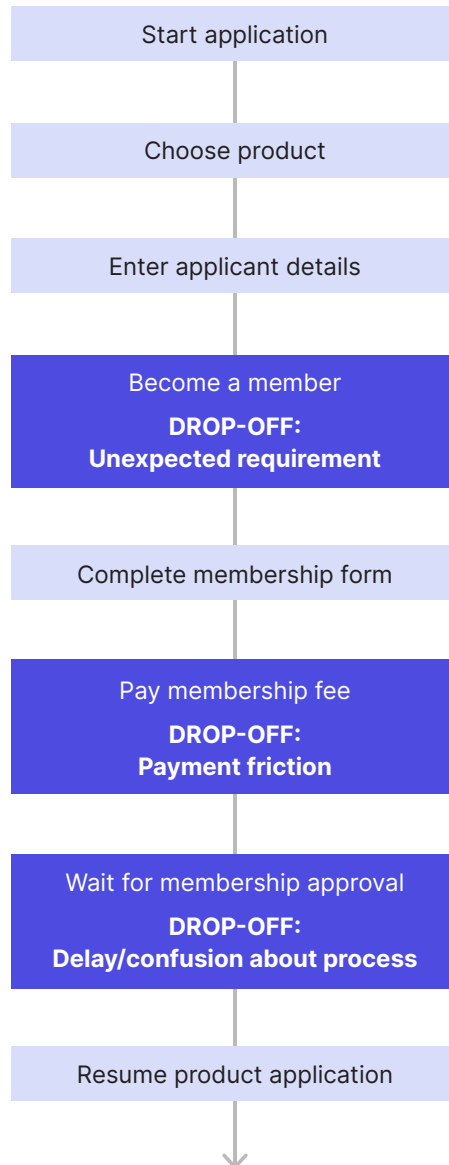 Start application
Choose product
Enter applicant details
Become a member
DROP-OFF:
Unexpected requirement
Complete membership form
Pay membership fee
DROP-OFF:
Payment friction
Wait for membership approval
DROP-OFF:
Delay/confusion about process
Resume product application